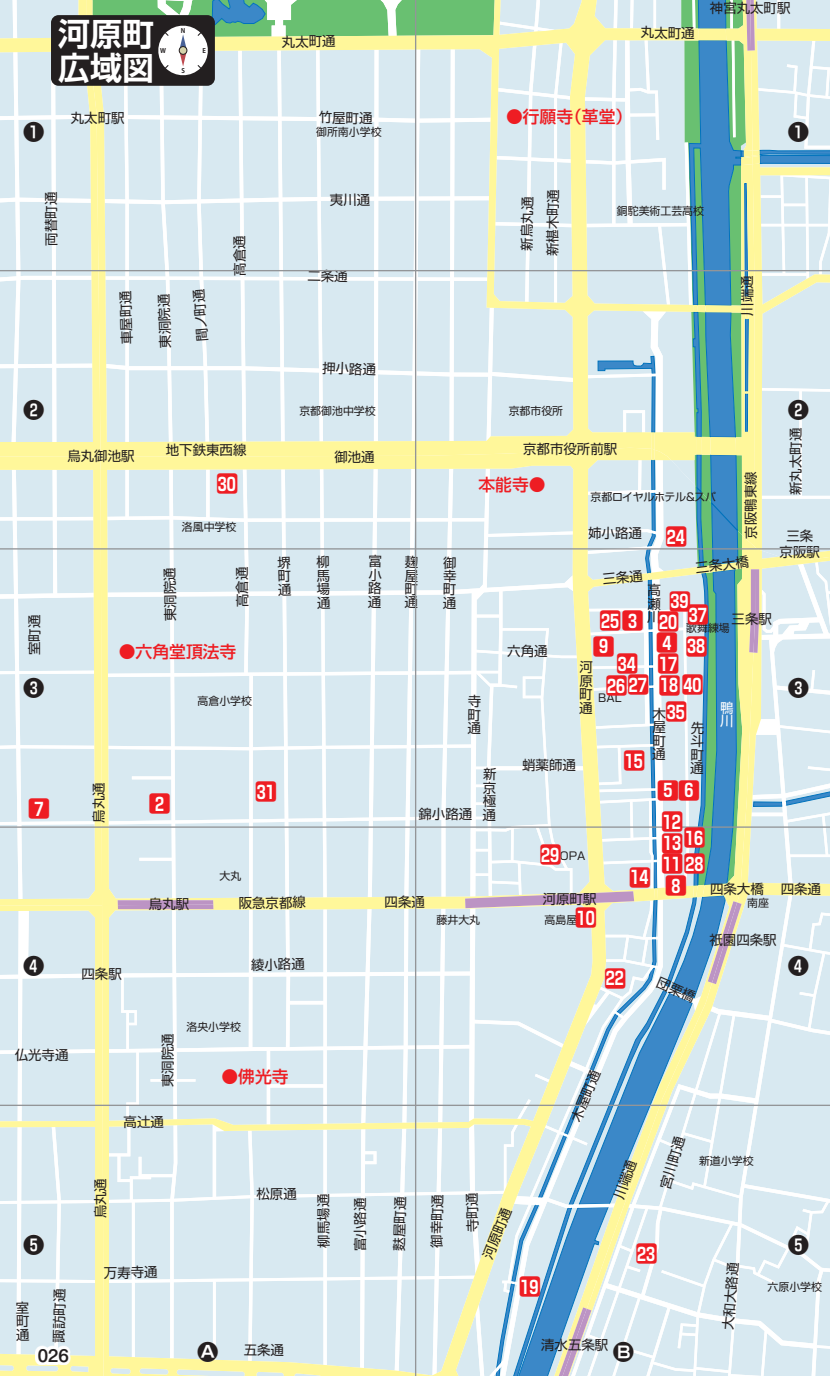 河原町
広域図
N
W E
S
神宮丸太町駅
丸太町通
丸太町通
❶
丸太町駅
竹屋町通
御所南小学校
●行願寺(革堂)
❶
両替町通
夷川通
新烏丸通
新椹木町通
銅駝美術工芸高校
高倉通
二条通
川端通
車屋町通
東洞院通
間ノ町通
押小路通
❷
京都御池中学校
京都市役所
❷
烏丸御池駅
地下鉄東西線
御池通
京都市役所前駅
新丸太町通
30
本能寺●
京都ロイヤルホテル&スパ
京阪鴨東線
洛風中学校
姉小路通
24
三条
京阪駅
三条通
三条大橋
東洞院通
高倉通
堺町通
柳馬場通
富小路通
麩屋町通
御幸町通
高瀬川
39
37
25
3
20
歌舞練場
三条駅
室町通
●六角堂頂法寺
六角通
9
4
38
34
17
❸
高倉小学校
河原町通
26
27
18
40
BAL
❸
寺町通
木屋町通
35
先斗町通
鴨川
15
蛸薬師通
新京極通
7
烏丸通
2
31
5
6
錦小路通
12
13
16
29
OPA
11
28
大丸
14
8
四条大橋
四条通
烏丸駅
阪急京都線
四条通
河原町駅
南座
藤井大丸
高島屋
10
祇園四条駅
❹
四条駅
綾小路通
22
団栗橋
❹
洛央小学校
仏光寺通
東洞院通
●佛光寺
木屋町通
高辻通
新道小学校
宮川町通
川端通
烏丸通
松原通
柳馬場通
富小路通
麩屋町通
御幸町通
寺町通
河原町通
❺
23
❺
万寿寺通
19
大和大路通
六原小学校
室町通
諏訪町通
026
A
五条通
清水五条駅
B